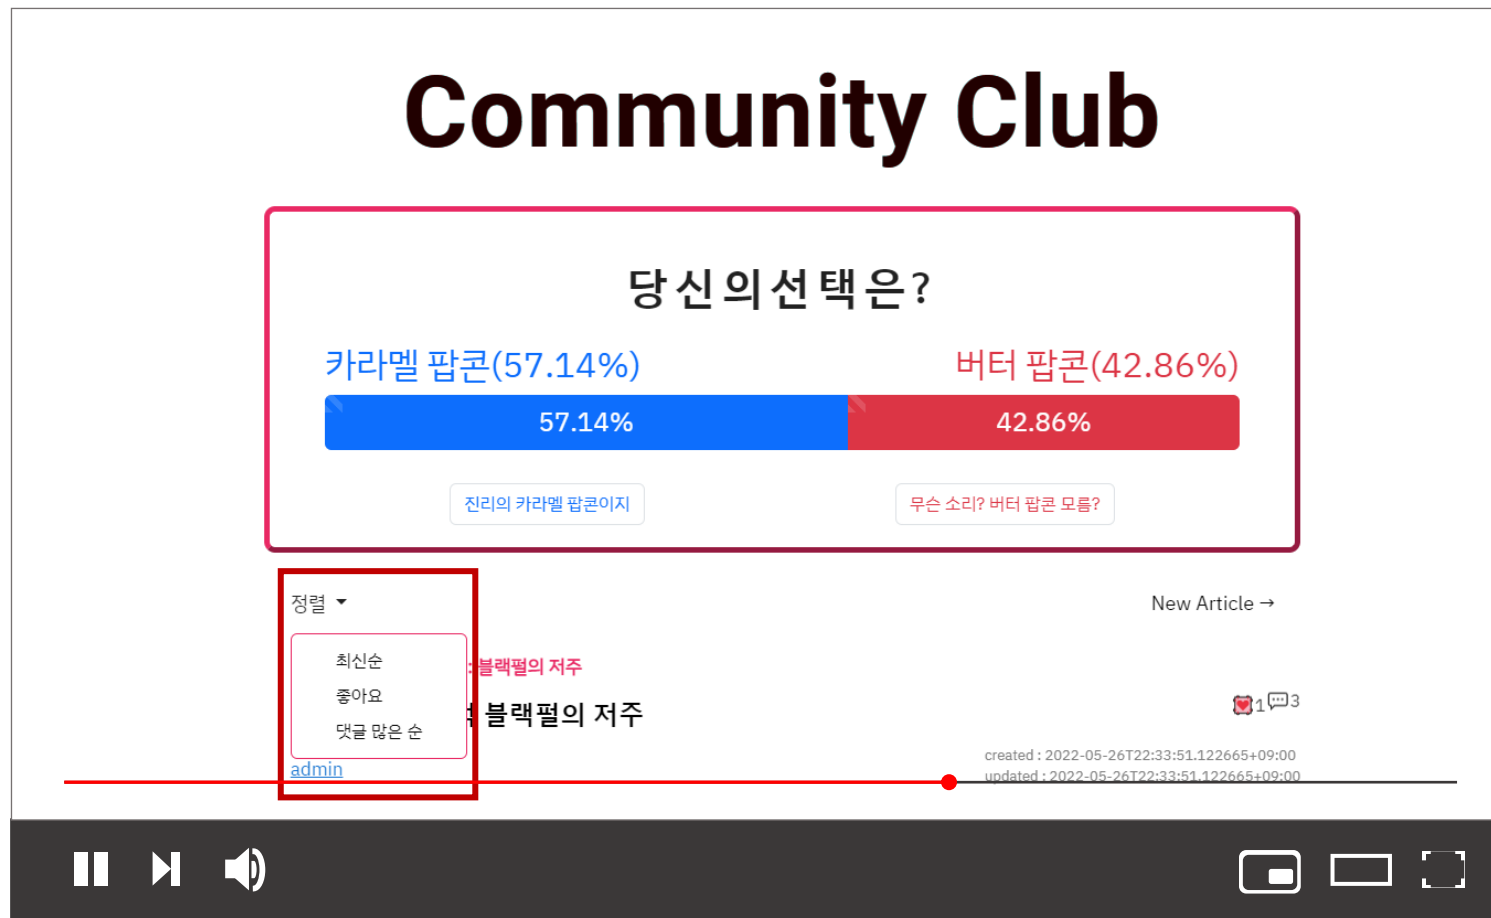 Community Club
당신의선택은?
카라멜 팝콘(57.14%)
버터 팝콘(42.86%)
57.14%
42.86%
진리의 카라멜 팝콘이지
무슨 소리? 버터 팝콘 모름?
정렬
New Article →
최신순
좋아요
댓글 많은 순
: 블랙펄의 저주
블랙펄의 저주
1
3
admin
created : 2022-05-26T22:33:51.122665+09:00
updated : 2022-05-26T22:33:51.122665+09:00